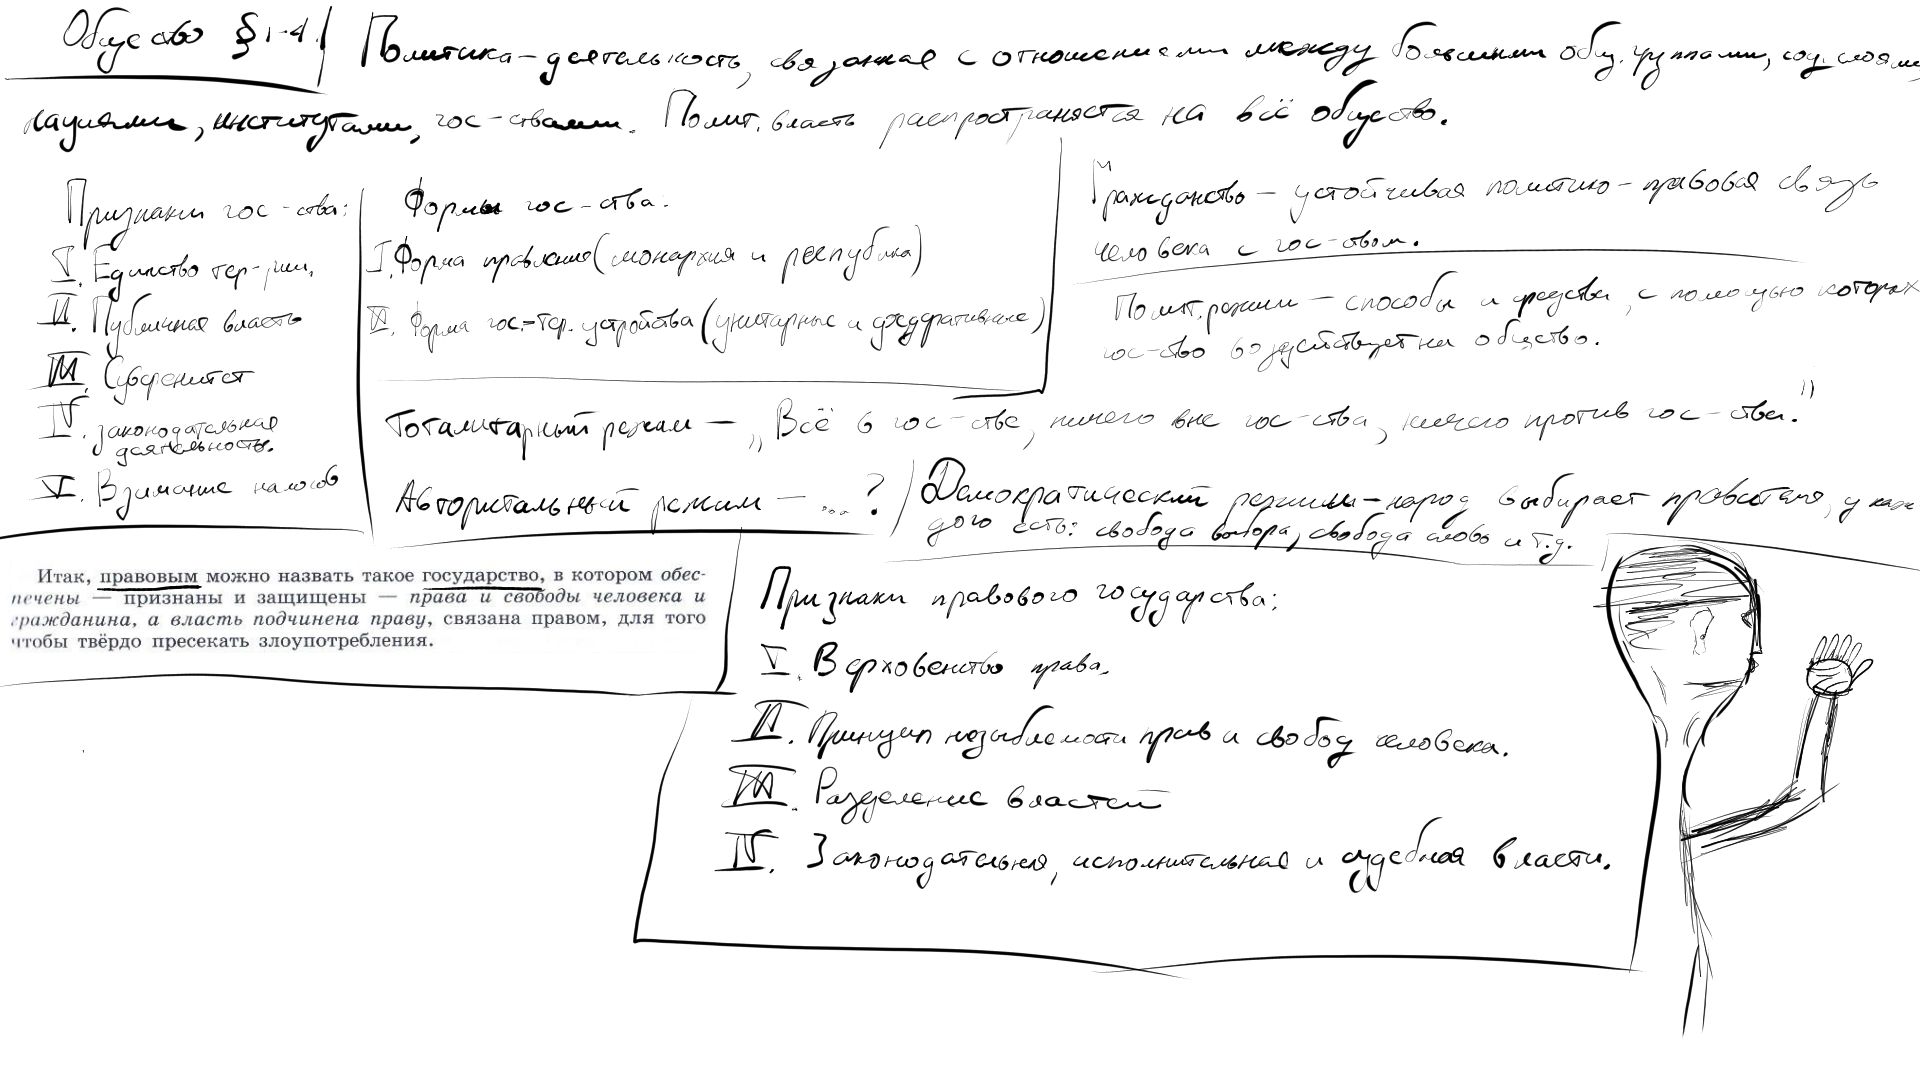 Общество § 1-4
Политика – деятельность, связанная с отношениями между большими общ. группами, соц. слоями,
нациями, институтами, гос-ствами. Полит. власть распространяется на всё общество.
Признаки гос-ства:
I. Единство тер-рии.
II. Публичная власть
III. Суверенитет
IV. законодательная
деятельность.
V. Взимание налогов
Формы гос-ства:
I. Форма правления (монархия и республика)
II. Форма гос.-тер. устройства (унитарные и федеративные)
Гражданство – устойчивая политико-правовая связь
человека с гос-ством.
Полит. режим – способы и средства, с помощью которых
гос-ство воздействует на общество.
Тоталитарный режим – „Всё в гос-стве, ничего вне гос-ства, ничего против гос-ства."
Авториетальный режим – ...?
Демократический режим – народ выбирает правителя, у каж
дого есть: свобода выбора, свобода слова и т.д.
Итак, правовым можно назвать такое государство, в котором обес-
печены — признаны и защищены — права и свободы человека и
гражданина, а власть подчинена праву, связана правом, для того
чтобы твёрдо пресекать злоупотребления.
Признаки правового государства:
I. Верховенство права.
II. Принцип незыблемости прав и свобод человека.
III. Разделение властей
IV. Законодательная, исполнительная и судебная власти.